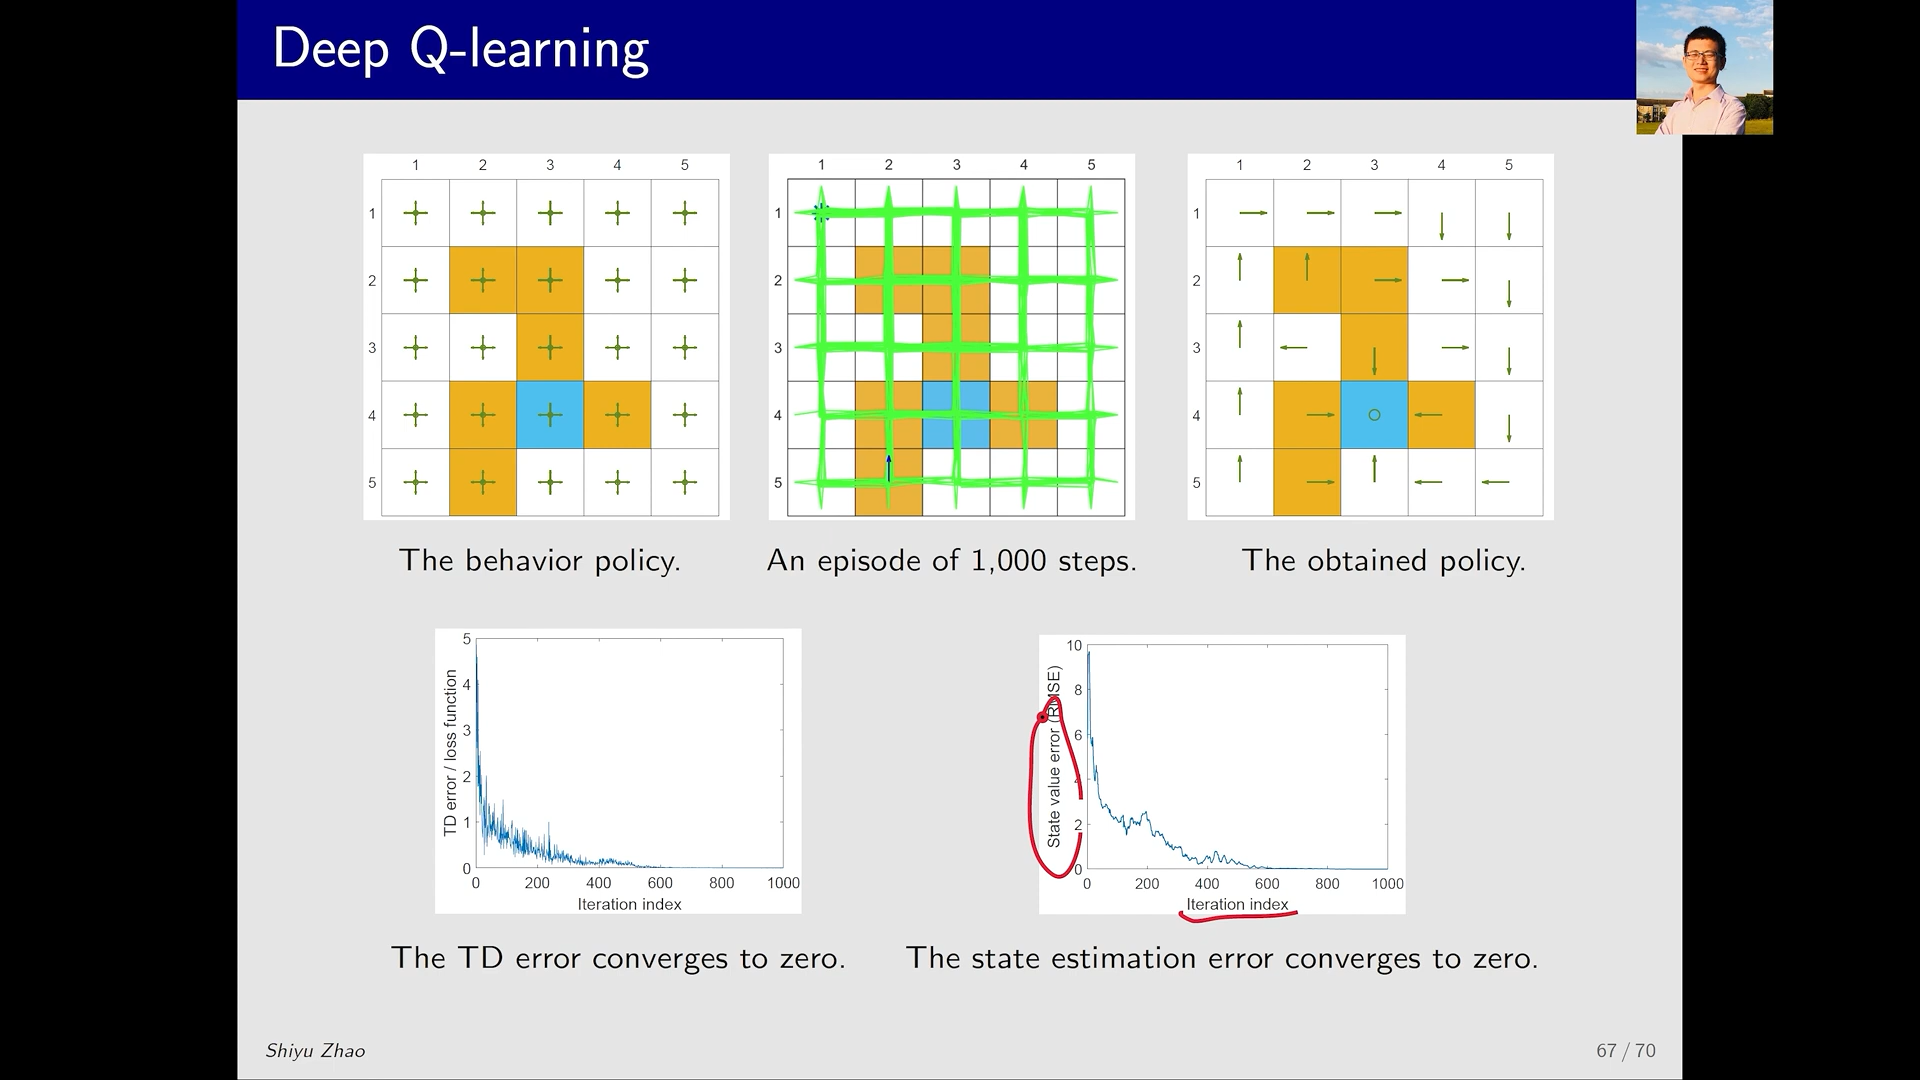 Deep Q-learning
1 2 3 4 5
1
2
3
4
5
The behavior policy.
1 2 3 4 5
1
2
3
4
5
An episode of 1,000 steps.
1 2 3 4 5
1
2
3
4
5
The obtained policy.
TD error / loss function
5
4
3
2
1
0
0 200 400 600 800 1000
Iteration index
The TD error converges to zero.
State value error (RMSE)
10
8
6
4
2
0
0 200 400 600 800 1000
Iteration index
The state estimation error converges to zero.
Shiyu Zhao
67 / 70